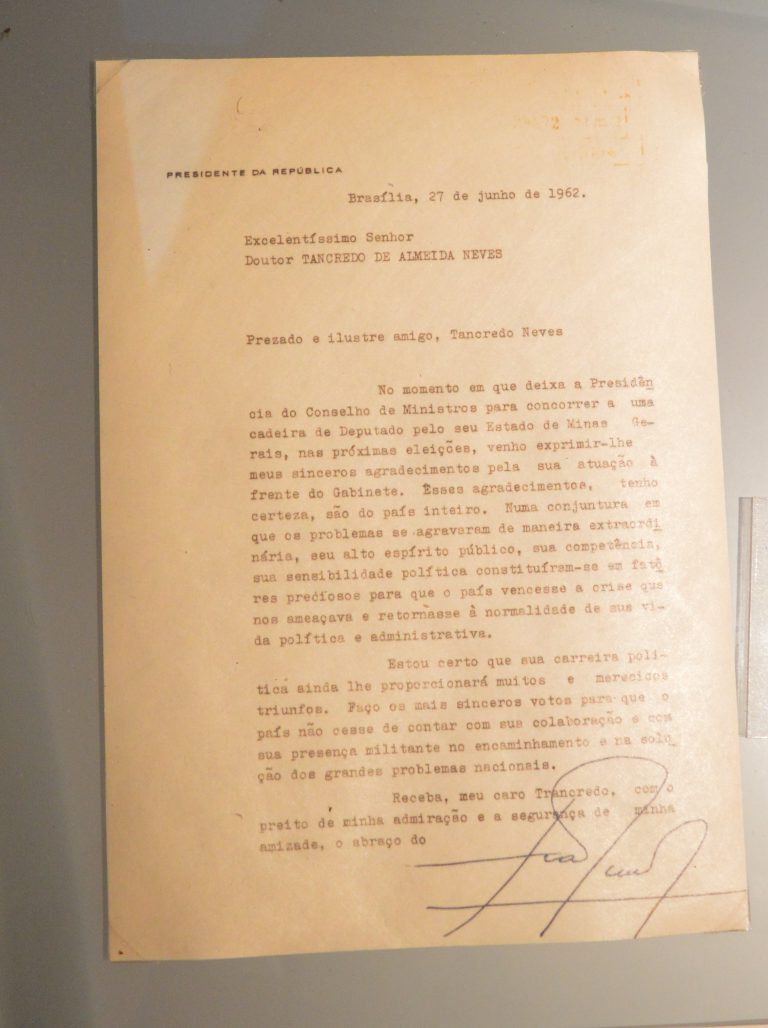 PRESIDENTE DA REPÚBLICA
Brasília, 27 de junho de 1962.
Excelentíssimo Senhor
Doutor TANCREDO DE ALMEIDA NEVES
Prezado e ilustre amigo, Tancredo Neves
No momento em que deixa a Presidên
cia do Conselho de Ministros para concorrer a uma
cadeira de Deputado pelo seu Estado de Minas Ge-
rais, nas próximas eleições, venho exprimir-lhe
meus sinceros agradecimentos pela sua atuação à
frente do Gabinete. Esses agradecimentos, tenho
certeza, são do país inteiro. Numa conjuntura em
que os problemas se agravaram de maneira extraordi
nária, seu alto espírito público, sua competência,
sua sensibilidade política constituíram-se em fatô
res preciosos para que o país vencesse a crise que
nos ameaçava e retornasse à normalidade de sua vi-
da política e administrativa.
Estou certo que sua carreira polí-
tica ainda lhe proporcionará muitos e merecidos
triunfos. Faço os mais sinceros votos para que o
país não cesse de contar com sua colaboração e com
sua presença militante no encaminhamento e na solu
ção dos grandes problemas nacionais.
Receba, meu caro Trancredo, com o
preito de minha admiração e a segurança de minha
amizade, o abraço do